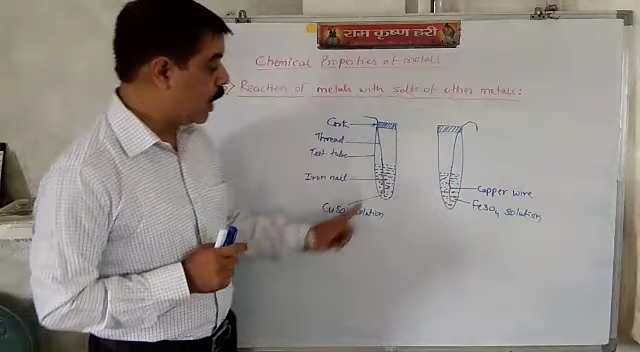 राम कृष्ण हरी
Chemical Properties of metals
Reaction of metals with salts of other metals:
Cork
Thread
Test tube
Iron nail
CuSO4 solution
Copper wire
FeSO4 solution